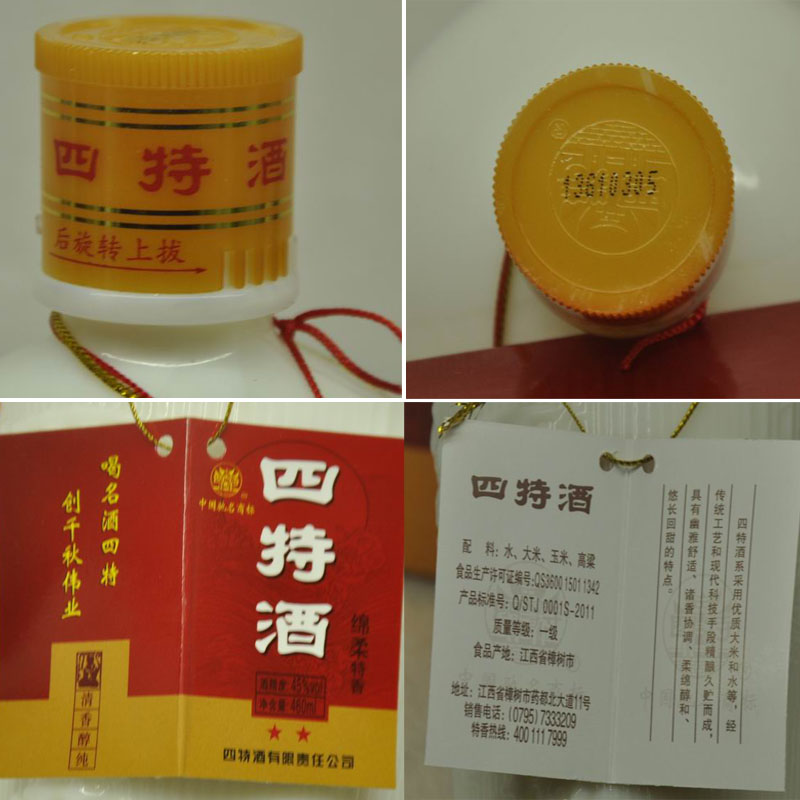 四特酒
后旋转上拔
13610305
喝名酒四特
创千秋伟业
清香醇纯
中国驰名商标
四特酒
绵柔特香
酒精度:45%vol
净含量:460ml
四特酒有限责任公司
四特酒
配 料:水、大米、玉米、高粱
食品生产许可证编号:QS3600 1501 1342
产品标准号:Q/STJ 0001S-2011
质量等级:一级
食品产地:江西省樟树市
地址:江西省樟树市药都北大道11号
销售电话:(0795)7333209
特香热线:400 111 7999
四特酒系采用优质大米和水等,经
传统工艺和现代科技手段精酿久贮而成,
具有幽雅舒适、诸香协调、柔绵醇和、
悠长回甜的特点。